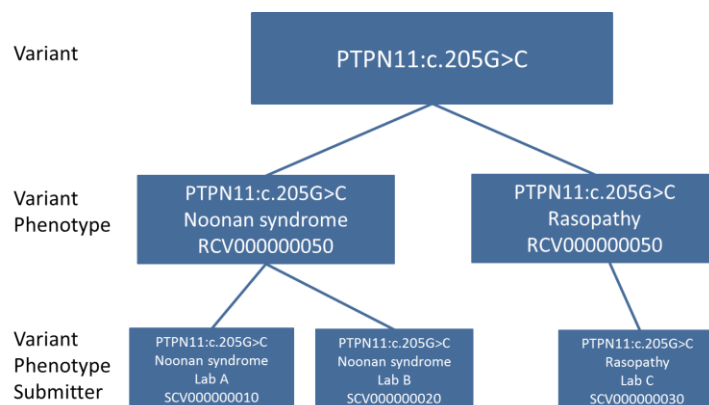 Variant
PTPN11:c.205G>C
Variant
Phenotype
PTPN11:c.205G>C
Noonan syndrome
RCV000000050
PTPN11:c.205G>C
Rasopathy
RCV000000050
Variant
Phenotype
Submitter
PTPN11:c.205G>C
Noonan syndrome
Lab A
SCV000000010
PTPN11:c.205G>C
Noonan syndrome
Lab B
SCV000000020
PTPN11:c.205G>C
Rasopathy
Lab C
SCV000000030